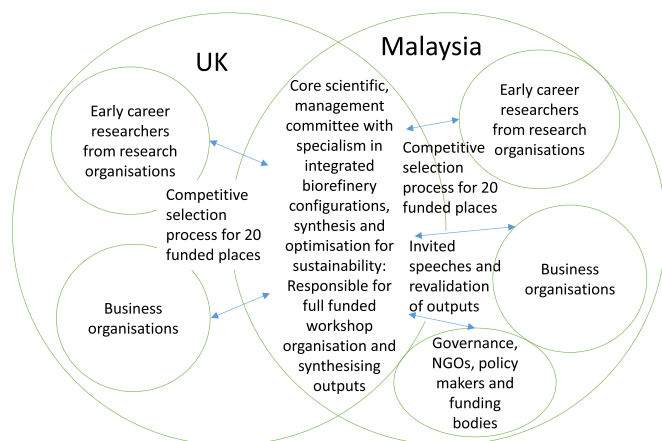 UK
Malaysia
Early career
researchers
from research
organisations
Competitive
selection
process for 20
funded places
Business
organisations
Core scientific,
management
committee with
specialism in
integrated
biorefinery
configurations,
synthesis and
optimisation for
sustainability:
Responsible for
full funded
workshop
organisation and
synthesising
outputs
Early career
researchers
from research
organisations
Competitive
selection
process for 20
funded places
Invited
speeches and
revalidation
of outputs
Business
organisations
Governance,
NGOs, policy
makers and
funding
bodies